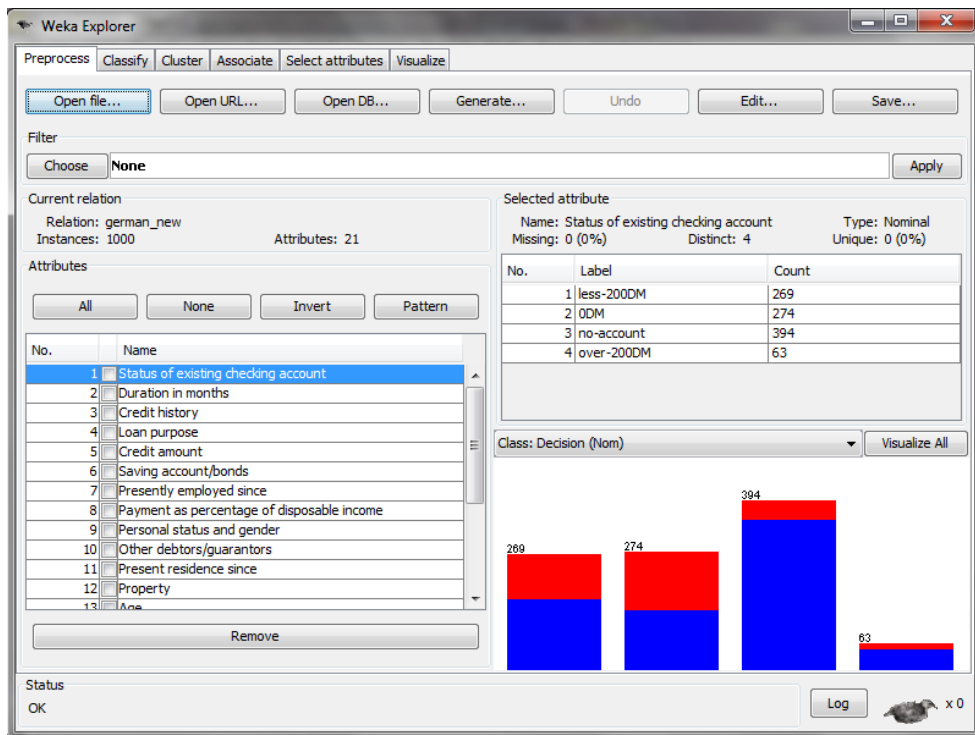 Weka Explorer
Preprocess Classify Cluster Associate Select attributes Visualize
Open file... Open URL... Open DB... Generate... Undo Edit... Save...
Filter
Choose None Apply
Current relation
Relation: german_new
Instances: 1000 Attributes: 21
Attributes
All None Invert Pattern
No. Name
1 Status of existing checking account
2 Duration in months
3 Credit history
4 Loan purpose
5 Credit amount
6 Saving account/bonds
7 Presently employed since
8 Payment as percentage of disposable income
9 Personal status and gender
10 Other debtors/guarantors
11 Present residence since
12 Property
13 Age
Remove
Selected attribute
Name: Status of existing checking account Type: Nominal
Missing: 0 (0%) Distinct: 4 Unique: 0 (0%)
No. Label Count
1 less-200DM 269
2 0DM 274
3 no-account 394
4 over-200DM 63
Class: Decision (Nom) Visualize All
269 274 394 63
Status
OK
Log x 0